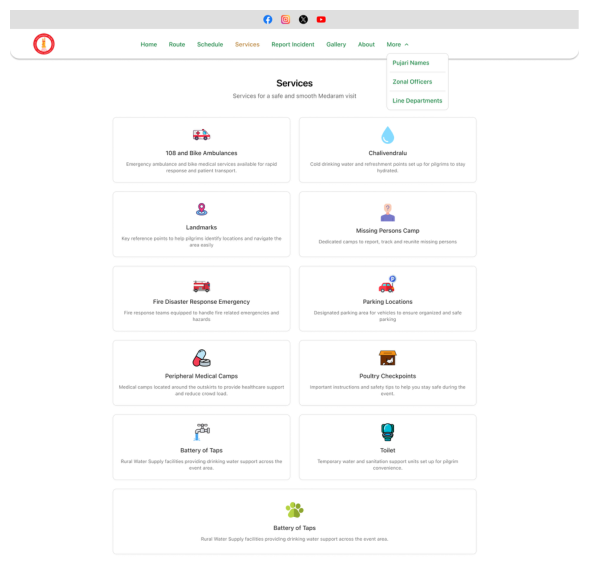 Home Route Schedule Services Report Incident Gallery About More
Pujari Names
Zonal Officers
Line Departments
Services
Services for a safe and smooth Medaram visit
108 and Bike Ambulances
Emergency ambulance and bike medical services available for rapid
response and patient transport.
Chalivendralu
Cold drinking water and refreshment points set up for pilgrims to stay
hydrated.
Landmarks
Key reference points to help pilgrims identify locations and navigate the
area easily.
Missing Persons Camp
Dedicated camps to report, track and reunite missing persons
Fire Disaster Response Emergency
Fire response teams equipped to handle fire related emergencies and
hazards
Parking Locations
Designated parking area for vehicles to ensure organized and safe
parking
Peripheral Medical Camps
Medical camps located around the outskirts to provide healthcare support
and reduce crowd load.
Poultry Checkpoints
Important instructions and safety tips to help you stay safe during the
event.
Battery of Taps
Rural Water Supply facilities providing drinking water support across the
event area.
Toilet
Temporary water and sanitation support units set up for pilgrim
convenience.
Battery of Taps
Rural Water Supply facilities providing drinking water support across the event area.